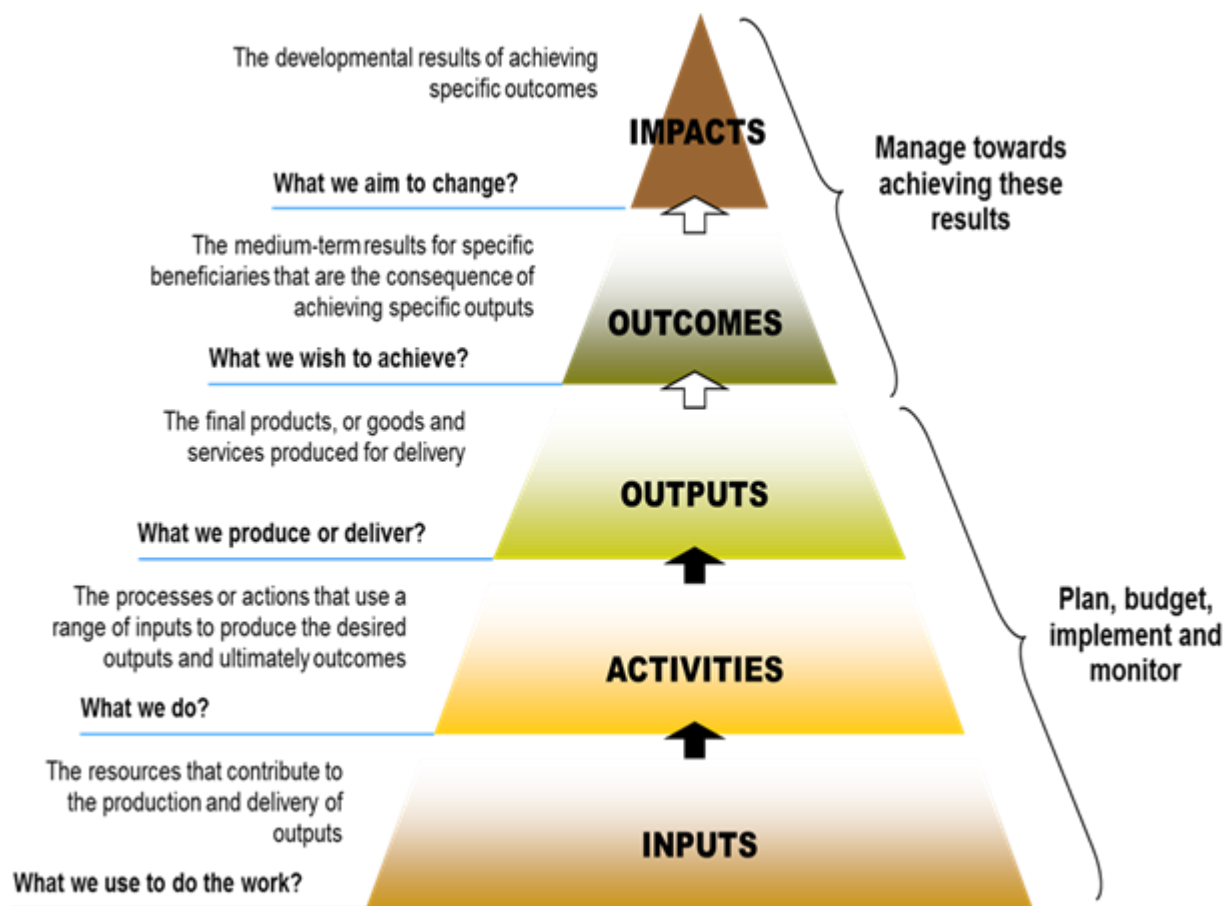 The developmental results of achieving
specific outcomes
IMPACTS
What we aim to change?
Manage towards
achieving these
results
The medium-term results for specific
beneficiaries that are the consequence of
achieving specific outputs
OUTCOMES
What we wish to achieve?
The final products, or goods and
services produced for delivery
OUTPUTS
What we produce or deliver?
The processes or actions that use a
range of inputs to produce the desired
outputs and ultimately outcomes
ACTIVITIES
What we do?
Plan, budget,
implement and
monitor
The resources that contribute to
the production and delivery of
outputs
INPUTS
What we use to do the work?